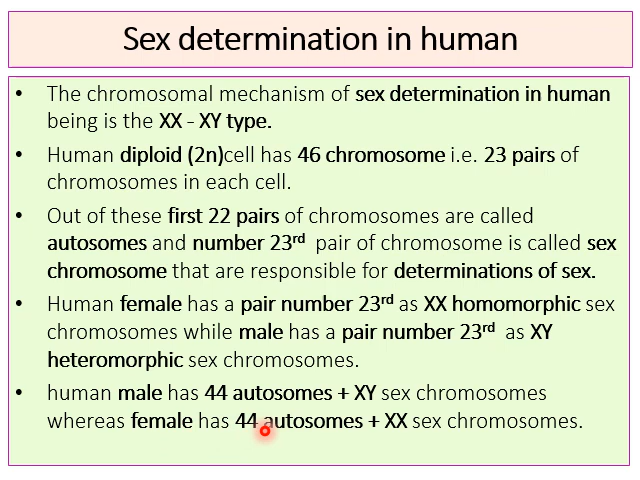 Sex determination in human
• The chromosomal mechanism of sex determination in human
being is the XX - XY type.
• Human diploid (2n)cell has 46 chromosome i.e. 23 pairs of
chromosomes in each cell.
• Out of these first 22 pairs of chromosomes are called
autosomes and number 23rd pair of chromosome is called sex
chromosome that are responsible for determinations of sex.
• Human female has a pair number 23rd as XX homomorphic sex
chromosomes while male has a pair number 23rd as XY
heteromorphic sex chromosomes.
• human male has 44 autosomes + XY sex chromosomes
whereas female has 44 autosomes + XX sex chromosomes.